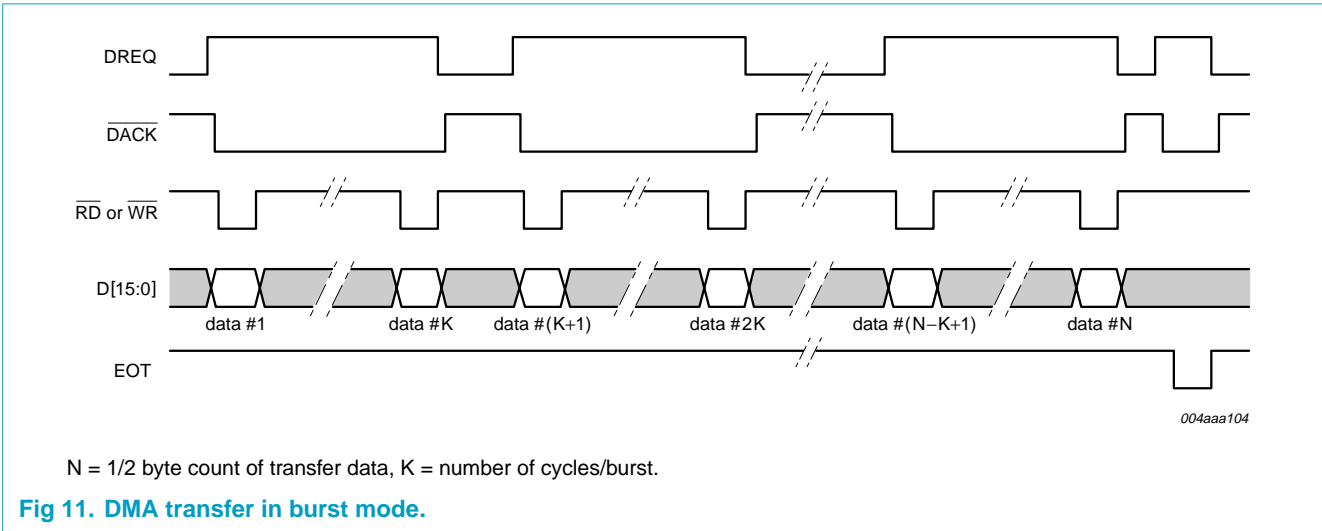 DREQ
DACK
RD or WR
D[15:0]
data #1 data #K data #(K+1) data #2K data #(N−K+1) data #N
EOT
004aaa104
N = 1/2 byte count of transfer data, K = number of cycles/burst.
Fig 11. DMA transfer in burst mode.